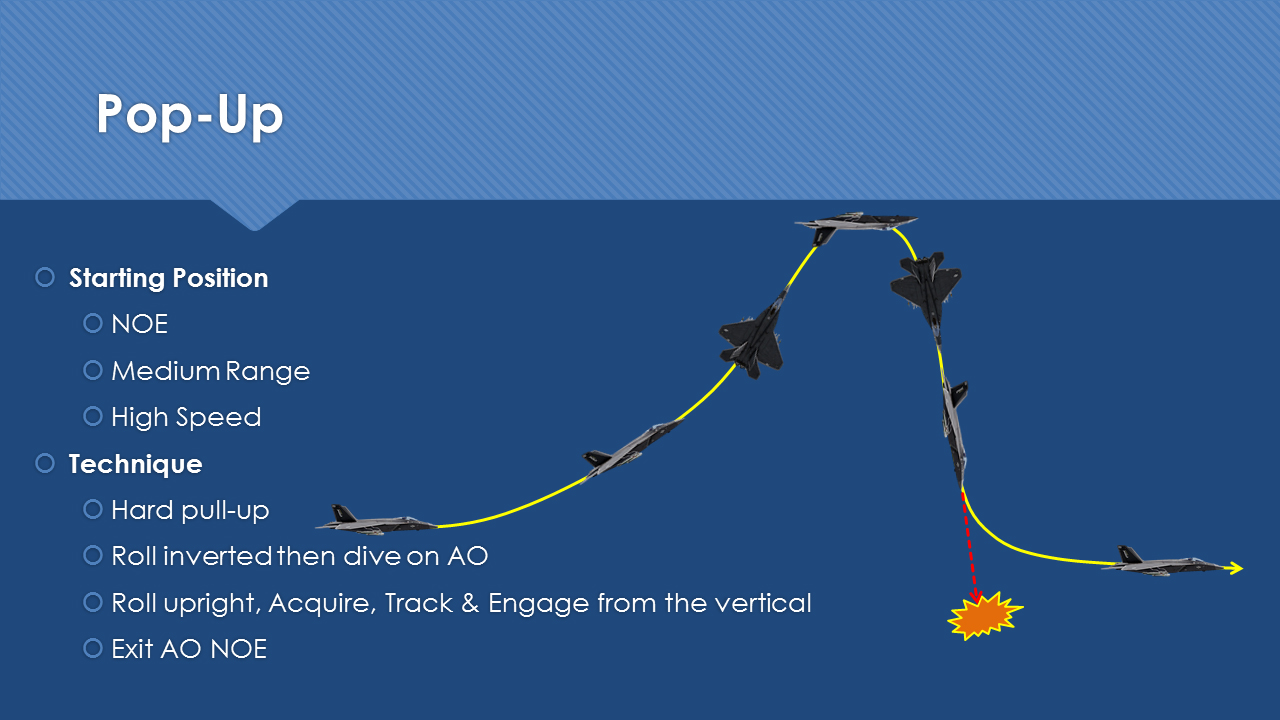 Pop-Up
Starting Position
NOE
Medium Range
High Speed
Technique
Hard pull-up
Roll inverted then dive on AO
Roll upright, Acquire, Track & Engage from the vertical
Exit AO NOE